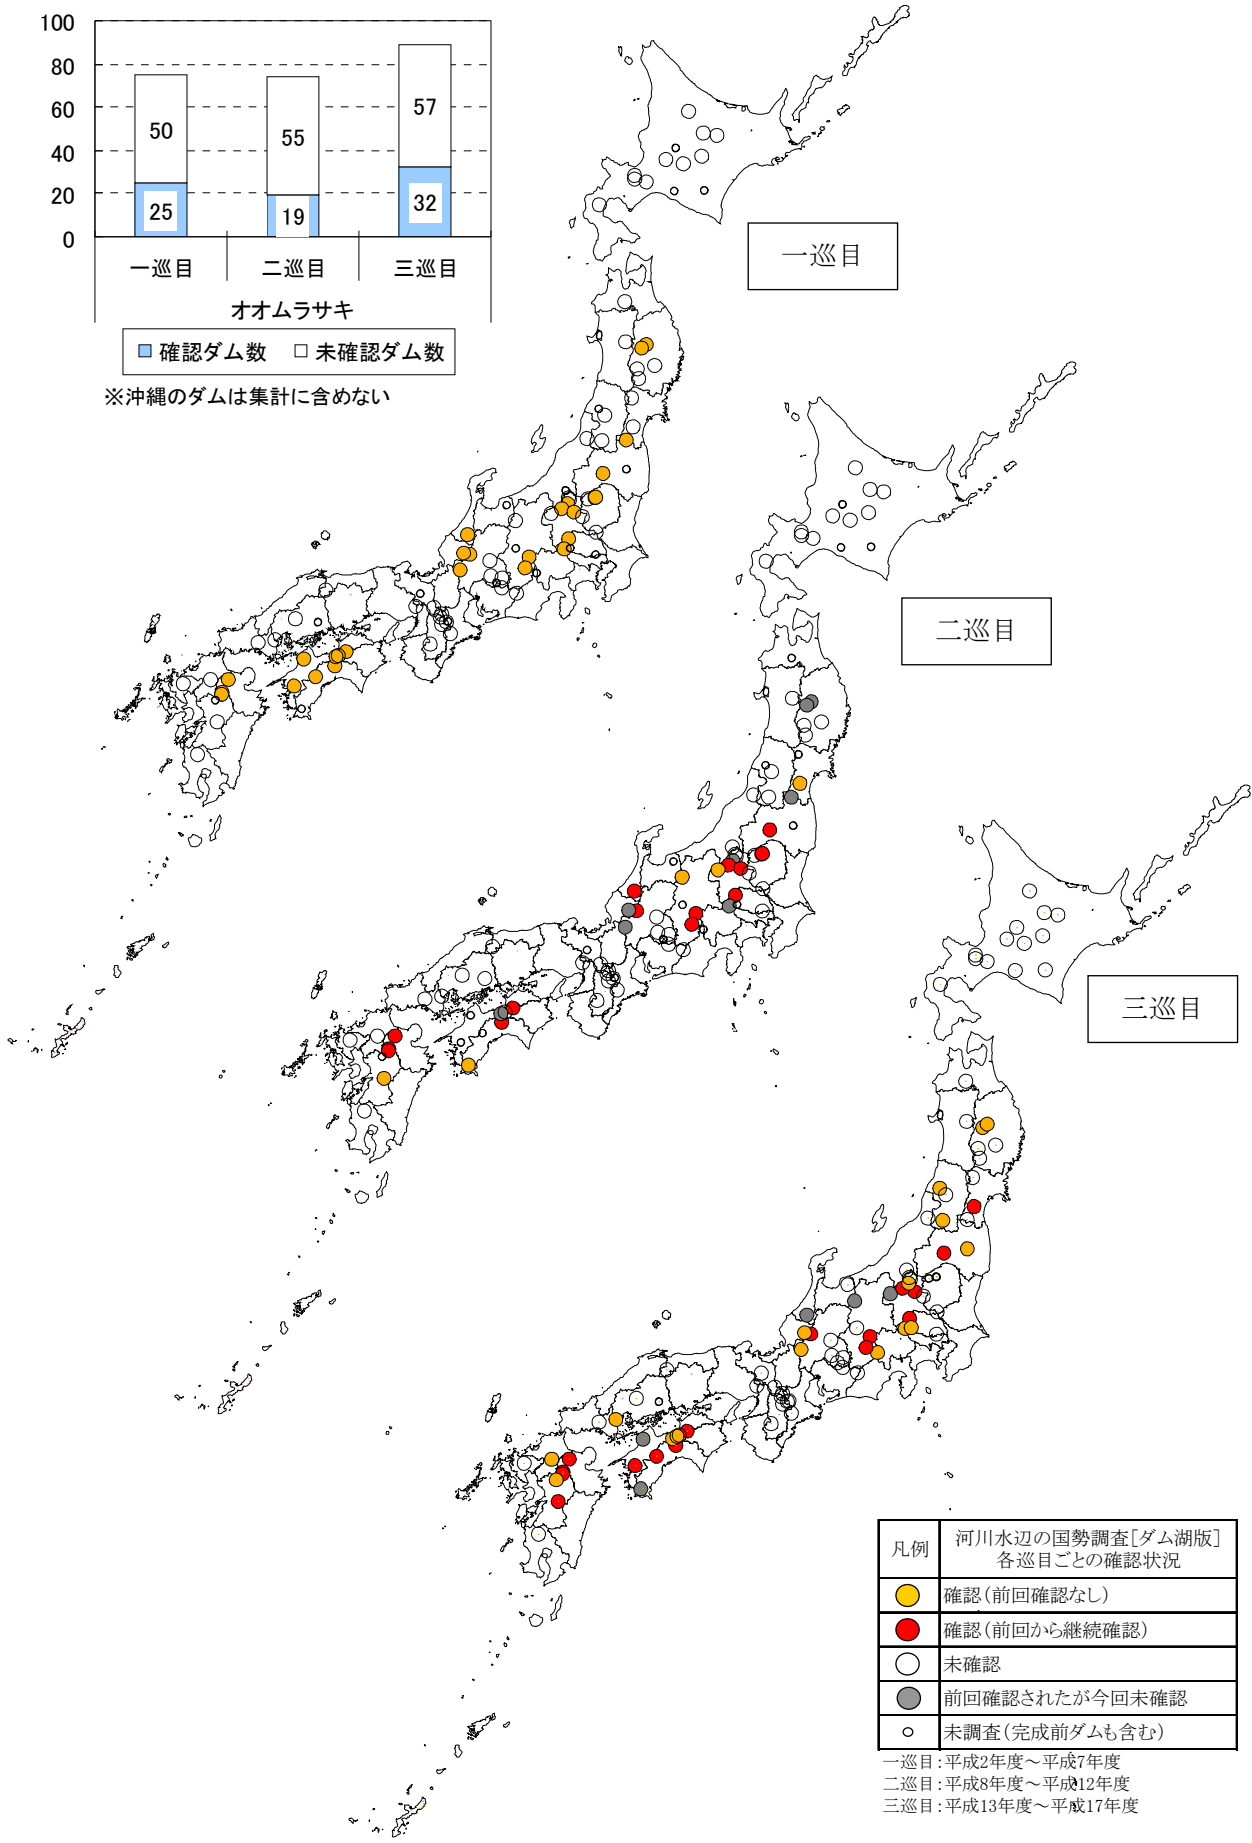 100
80
60
40
20
0
50
55
57
25
19
32
一巡目
二巡目
三巡目
オオムラサキ
確認ダム数 未確認ダム数
※沖縄のダムは集計に含めない
一巡目
二巡目
三巡目
凡例
河川水辺の国勢調査[ダム湖版]
各巡目ごとの確認状況
確認(前回確認なし)
確認(前回から継続確認)
未確認
前回確認されたが今回未確認
未調査(完成前ダムも含む)
一巡目:平成2年度～平成7年度
二巡目:平成8年度～平成12年度
三巡目:平成13年度～平成17年度